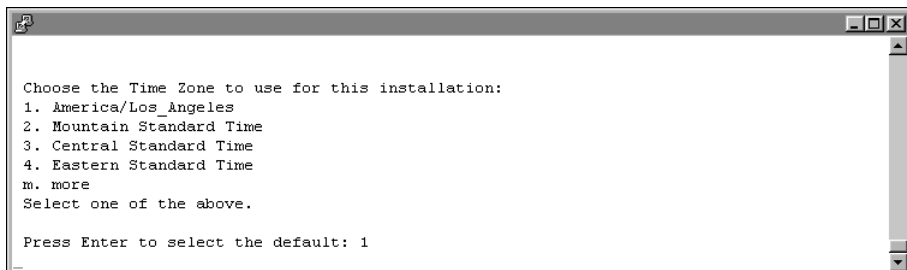 Choose the Time Zone to use for this installation:
1. America/Los_Angeles
2. Mountain Standard Time
3. Central Standard Time
4. Eastern Standard Time
m. more
Select one of the above.
Press Enter to select the default: 1